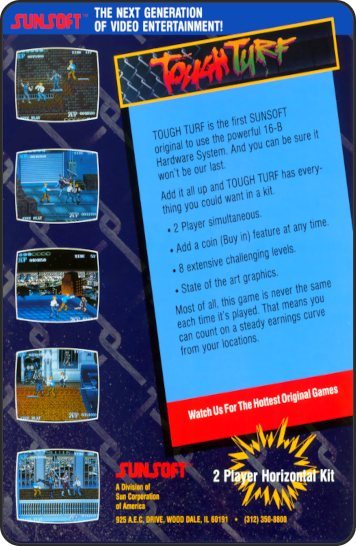 SUNSOFT™ THE NEXT GENERATION
OF VIDEO ENTERTAINMENT!
TOUGH TURF
TOUGH TURF is the first SUNSOFT
original to use the powerful 16-B
Hardware System. And you can be sure it
won't be our last.
Add it all up and TOUGH TURF has every-
thing you could want in a kit.
• 2 Player simultaneous.
• Add a coin (Buy in) feature at any time.
• 8 extensive challenging levels.
• State of the art graphics.
Most of all, this game is never the same
each time it's played. That means you
can count on a steady earnings curve
from your locations.
Watch Us For The Hottest Original Games
SUNSOFT
A Division of
Sun Corporation
of America
2 Player Horizontal Kit
925 A.E.C. DRIVE, WOOD DALE, IL 60191 • (312) 350-8800